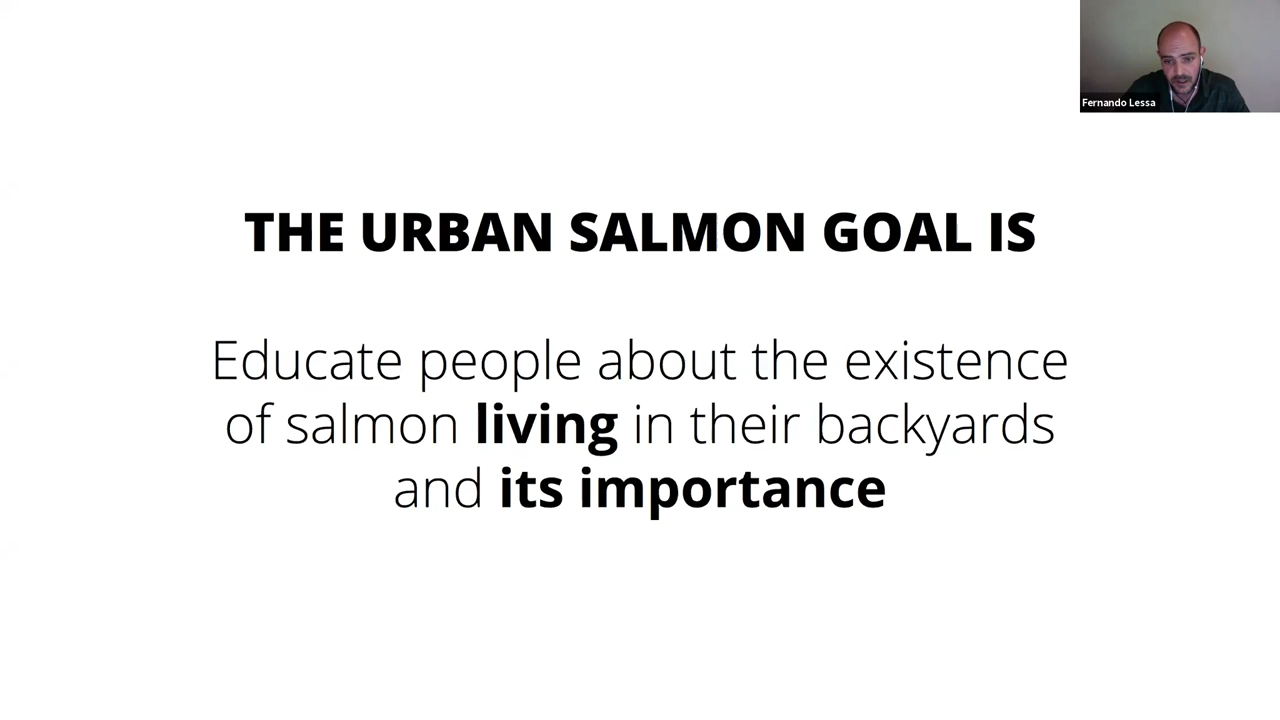 Fernando Lessa
THE URBAN SALMON GOAL IS
Educate people about the existence
of salmon living in their backyards
and its importance